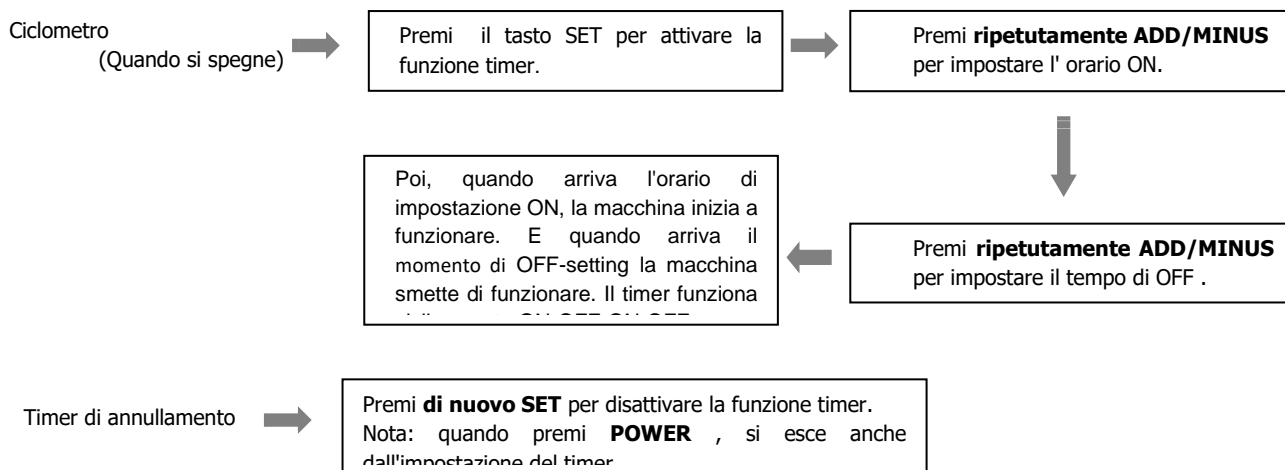 Ciclometro
(Quando si spegne)
Premi il tasto SET per attivare la
funzione timer.
Premi ripetutamente ADD/MINUS
per impostare l' orario ON.
Poi, quando arriva l'orario di
impostazione ON, la macchina inizia a
funzionare. E quando arriva il
momento di OFF-setting la macchina
smette di funzionare. Il timer funziona
Premi ripetutamente ADD/MINUS
per impostare il tempo di OFF .
Timer di annullamento
Premi di nuovo SET per disattivare la funzione timer.
Nota: quando premi POWER , si esce anche
dall'impostazione del timer